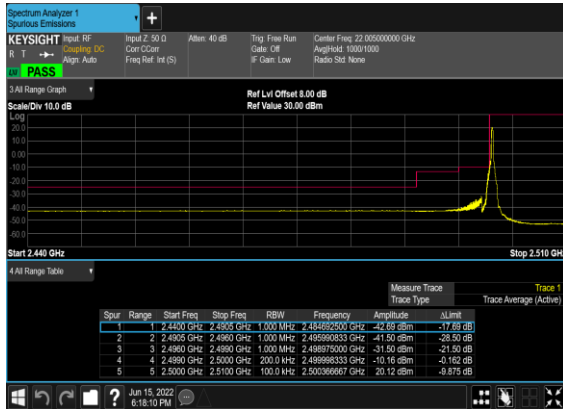 Spectrum Analyzer 1
Spurious Emissions
+
KEYSIGHT Input: RF Input Z: 50 Ω Atten: 40 dB Trig: Free Run Center Freq: 22.005000000 GHz
R T Coupling: DC Corr CCorr Gate: Off Avg|Hold: 1000/1000
Align: Auto Freq Ref: Int (S) IF Gain: Low Radio Std: None
PASS
3 All Range Graph Ref Lvl Offset 8.00 dB
Scale/Div 10.0 dB Ref Value 30.00 dBm
Log
20.0
10.0
0.00
-10.0
-20.0
-30.0
-40.0
-50.0
-60.0
Start 2.440 GHz Stop 2.510 GH
4 All Range Table
Measure Trace Trace 1
Trace Type Trace Average (Active)
Spur Range Start Freq Stop Freq RBW Frequency Amplitude ΔLimit
1 1 2.4400 GHz 2.4905 GHz 1.000 MHz 2.484692500 GHz -42.69 dBm -17.69 dB
2 2 2.4905 GHz 2.4960 GHz 1.000 MHz 2.495990833 GHz -41.50 dBm -28.50 dB
3 3 2.4960 GHz 2.4990 GHz 1.000 MHz 2.498975000 GHz -31.50 dBm -21.50 dB
4 4 2.4990 GHz 2.5000 GHz 200.0 kHz 2.499998333 GHz -10.16 dBm -0.162 dB
5 5 2.5000 GHz 2.5100 GHz 100.0 kHz 2.500366667 GHz 20.12 dBm -9.875 dB
? Jun 15, 2022
6:18:10 PM